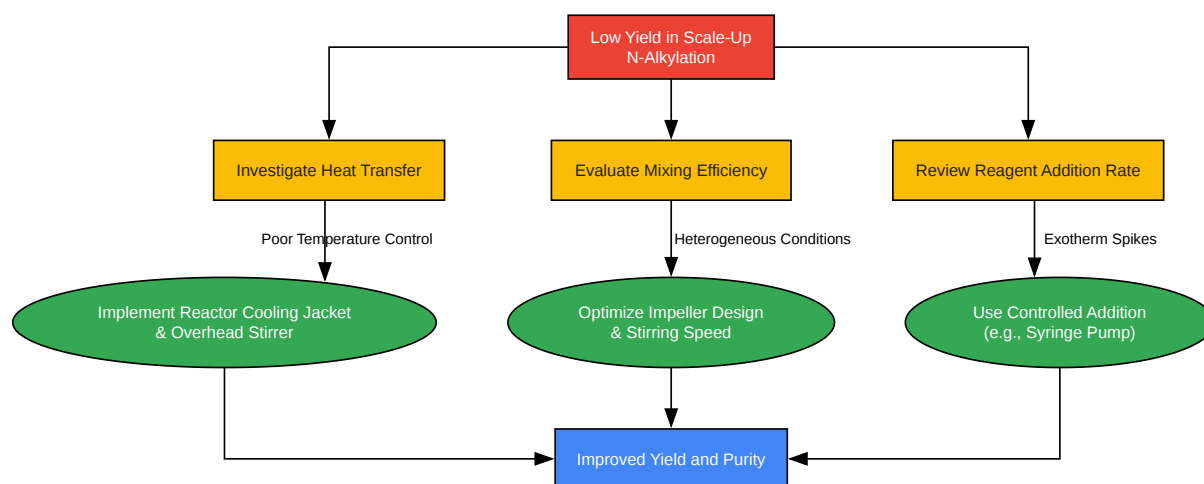 Low Yield in Scale-Up
N-Alkylation
Investigate Heat Transfer
Evaluate Mixing Efficiency
Review Reagent Addition Rate
Poor Temperature Control
Heterogeneous Conditions
Exotherm Spikes
Implement Reactor Cooling Jacket
& Overhead Stirrer
Optimize Impeller Design
& Stirring Speed
Use Controlled Addition
(e.g., Syringe Pump)
Improved Yield and Purity